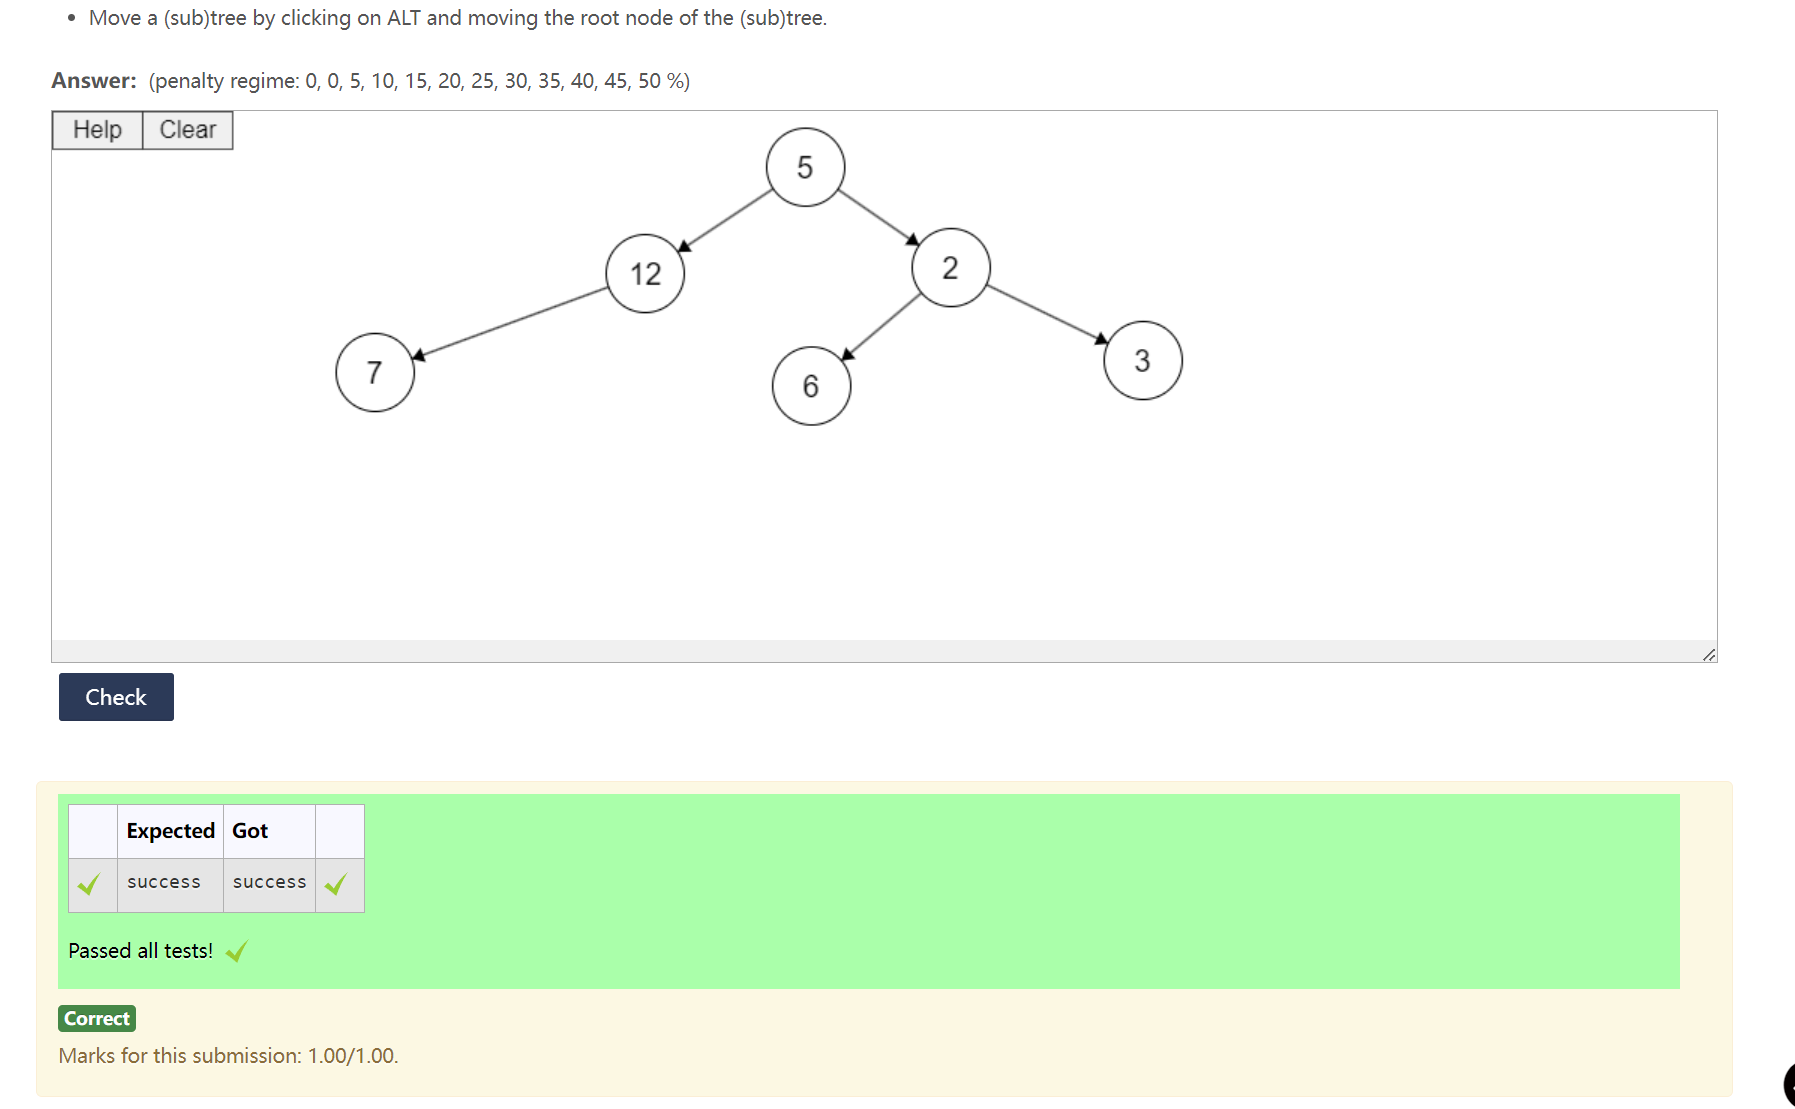 • Move a (sub)tree by clicking on ALT and moving the root node of the (sub)tree.
Answer: (penalty regime: 0, 0, 5, 10, 15, 20, 25, 30, 35, 40, 45, 50 %)
Help Clear
5
12 2
7 6 3
Check
Expected Got
success success
Passed all tests!
Correct
Marks for this submission: 1.00/1.00.